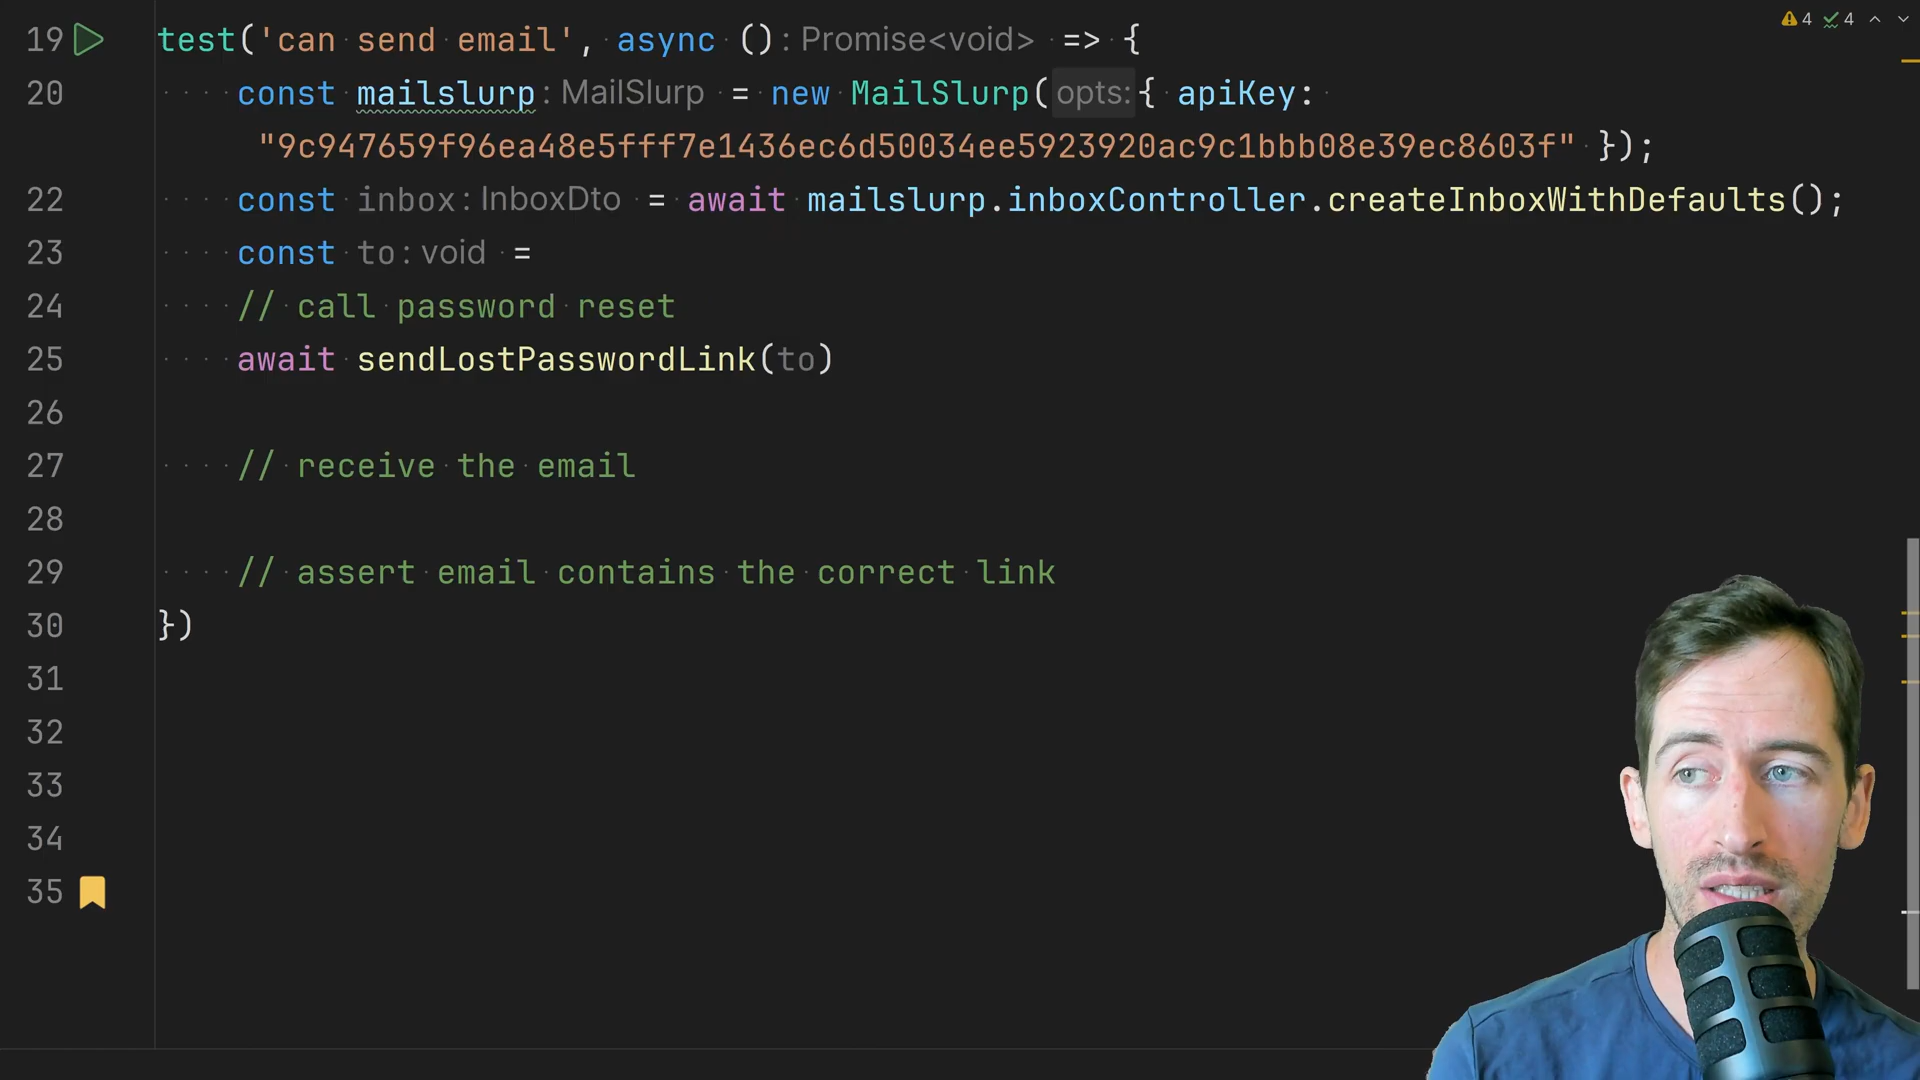 19 test('can send email', async () : Promise<void> => { 4 4
20 const mailslurp : MailSlurp = new MailSlurp( opts: { apiKey:
"9c947659f96ea48e5fff7e1436ec6d50034ee5923920ac9c1bbb08e39ec8603f" });
22 const inbox : InboxDto = await mailslurp.inboxController.createInboxWithDefaults();
23 const to : void =
24 // call password reset
25 await sendLostPasswordLink(to)
26
27 // receive the email
28
29 // assert email contains the correct link
30 })
31
32
33
34
35